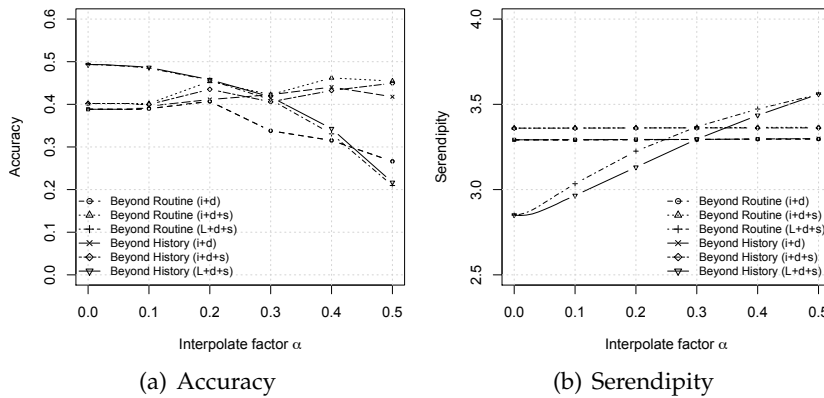 Accuracy
0.6
0.5
0.4
0.3
0.2
0.1
0.0
Beyond Routine (i+d)
Beyond Routine (i+d+s)
Beyond Routine (L+d+s)
Beyond History (i+d)
Beyond History (i+d+s)
Beyond History (L+d+s)
0.0 0.1 0.2 0.3 0.4 0.5
Interpolate factor α
(a) Accuracy
Serendipity
4.0
3.5
3.0
2.5
Beyond Routine (i+d)
Beyond Routine (i+d+s)
Beyond Routine (L+d+s)
Beyond History (i+d)
Beyond History (i+d+s)
Beyond History (L+d+s)
0.0 0.1 0.2 0.3 0.4 0.5
Interpolate factor α
(b) Serendipity